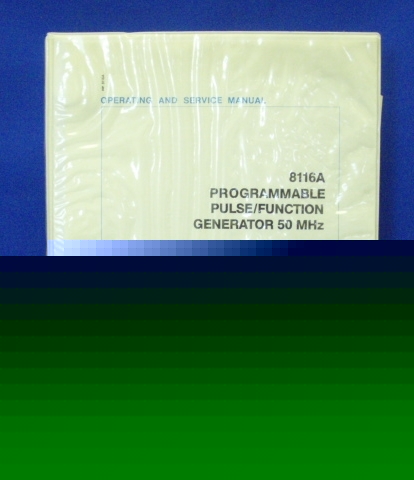 OPERATING AND SERVICE MANUAL
8116A
PROGRAMMABLE
PULSE/FUNCTION
GENERATOR 50 MHz